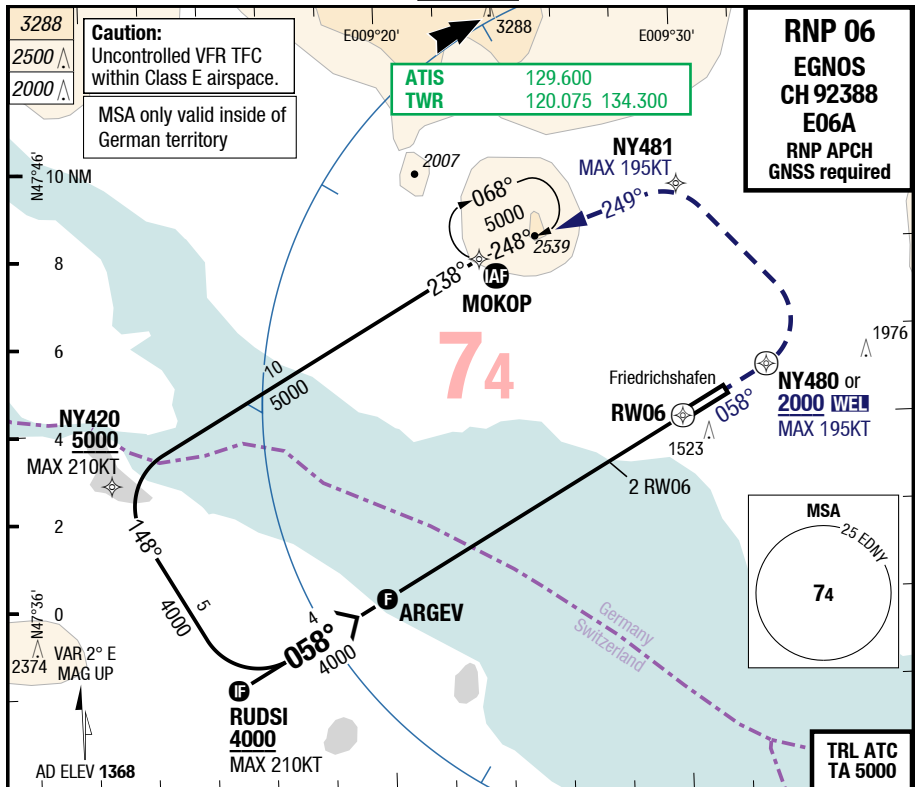 3288
2500
2000
Caution:
Uncontrolled VFR TFC
within Class E airspace.
MSA only valid inside of
German territory
E009°20'
3288
E009°30'
ATIS 129.600
TWR 120.075 134.300
RNP 06
EGNOS
CH 92388
E06A
RNP APCH
GNSS required
N47°46'
10 NM
8
6
4
2
0
N47°36'
2007
NY481
MAX 195KT
249°
068°
5000
248°
2539
238°
IAF
MOKOP
74
10
5000
1976
Friedrichshafen
RW06
1523
058°
NY480 or
2000 WEL
MAX 195KT
2 RW06
NY420
5000
MAX 210KT
148°
5
4000
MSA
25 EDNY
74
F ARGEV
Germany
Switzerland
4
058°
4000
IF
RUDSI
4000
MAX 210KT
2374
VAR 2° E
MAG UP
AD ELEV 1368
TRL ATC
TA 5000